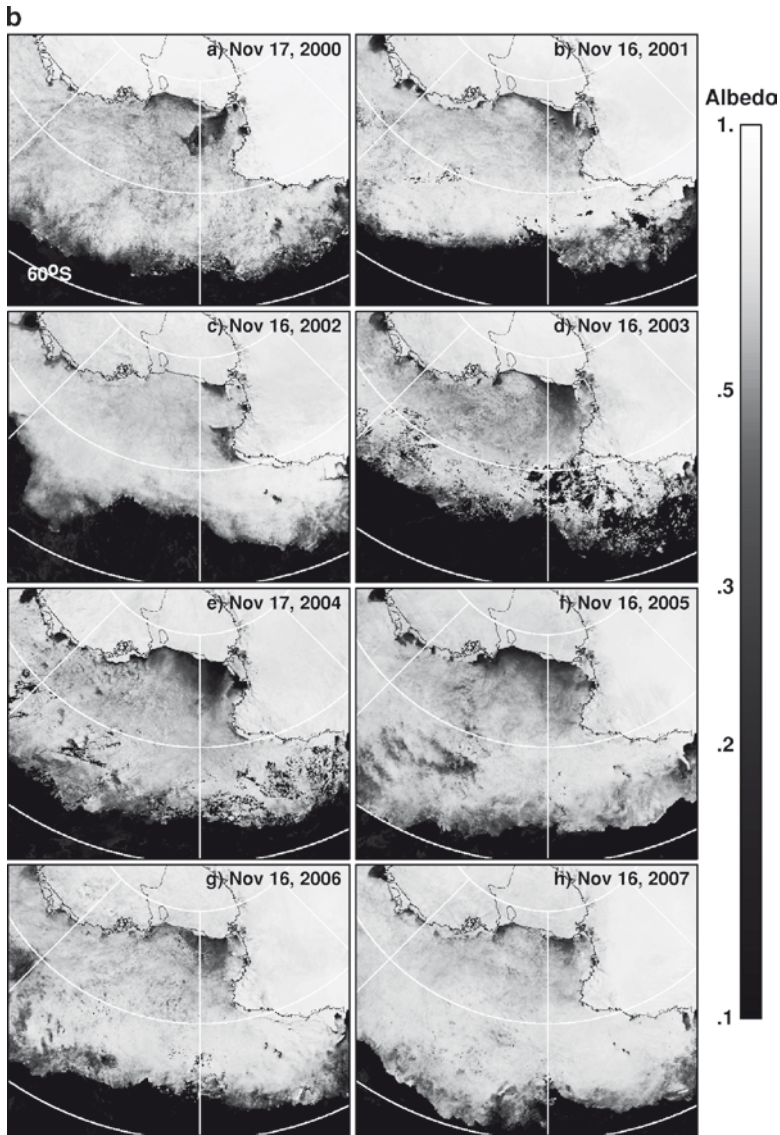 b
a) Nov 17, 2000
b) Nov 16, 2001
60°S
c) Nov 16, 2002
d) Nov 16, 2003
e) Nov 17, 2004
f) Nov 16, 2005
g) Nov 16, 2006
h) Nov 16, 2007
Albedo
1.
.5
.3
.2
.1